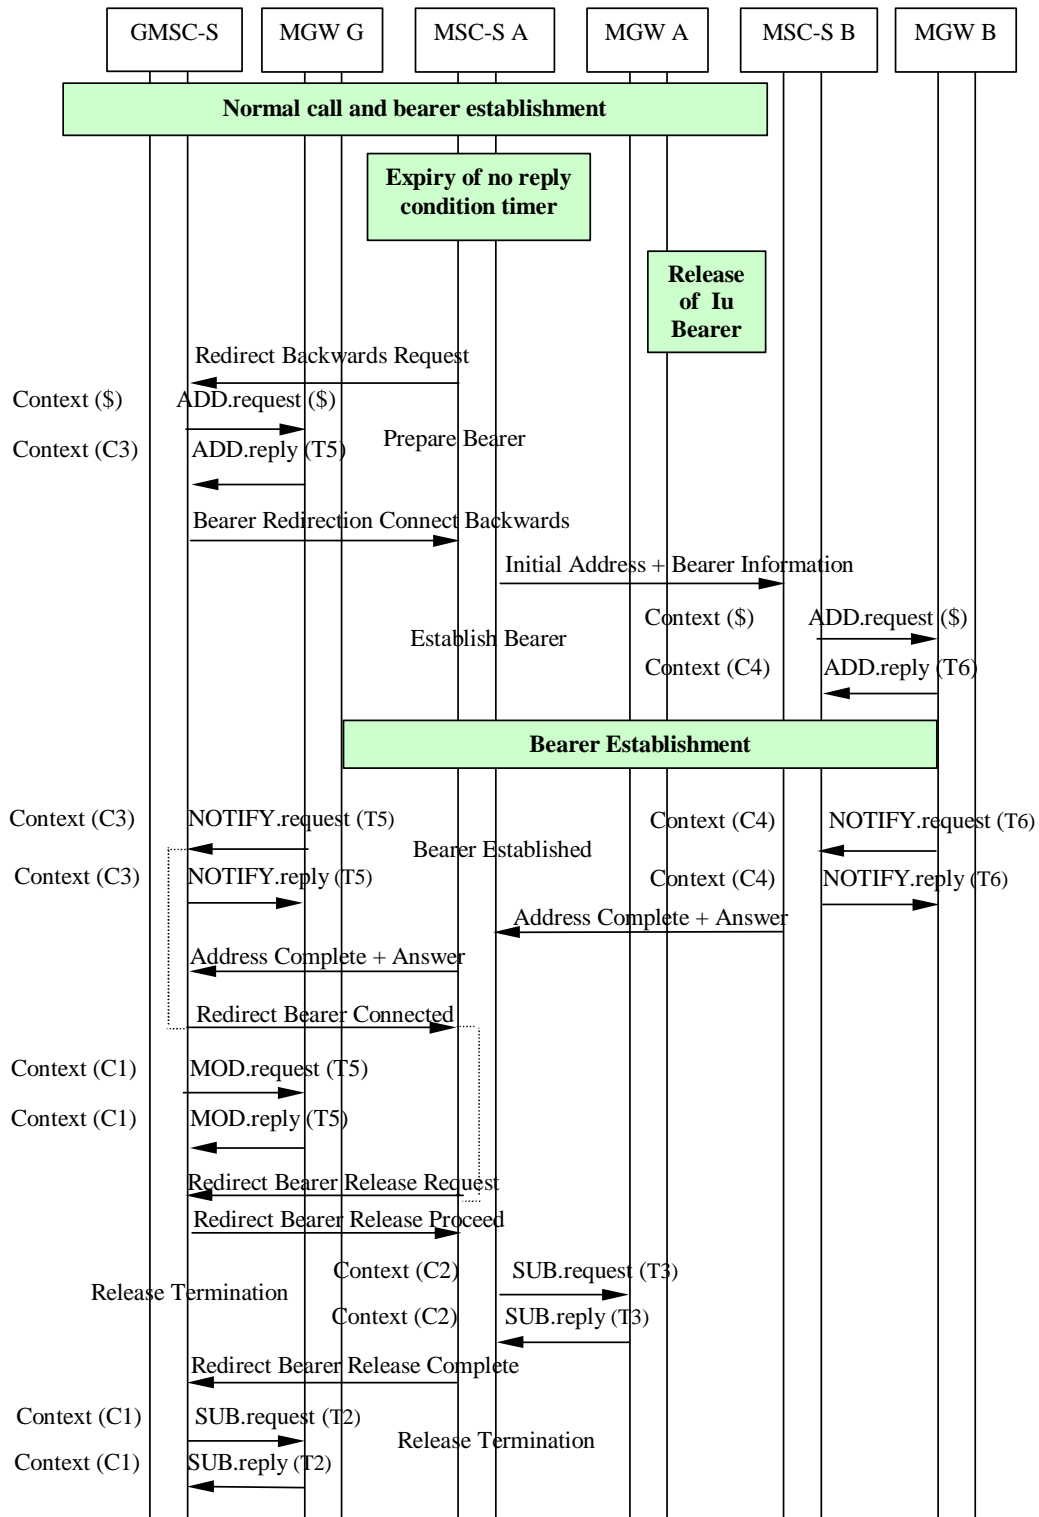 GMSC-S MGW G MSC-S A MGW A MSC-S B MGW B
Normal call and bearer establishment
Expiry of no reply
condition timer
Release
of Iu
Bearer
Redirect Backwards Request
Context ($) ADD.request ($)
Prepare Bearer
Context (C3) ADD.reply (T5)
Bearer Redirection Connect Backwards
Initial Address + Bearer Information
Context ($) ADD.request ($)
Establish Bearer
Context (C4) ADD.reply (T6)
Bearer Establishment
Context (C3) NOTIFY.request (T5) Context (C4) NOTIFY.request (T6)
Bearer Established
Context (C3) NOTIFY.reply (T5) Context (C4) NOTIFY.reply (T6)
Address Complete + Answer
Address Complete + Answer
Redirect Bearer Connected
Context (C1) MOD.request (T5)
Context (C1) MOD.reply (T5)
Redirect Bearer Release Request
Redirect Bearer Release Proceed
Context (C2) SUB.request (T3)
Release Termination
Context (C2) SUB.reply (T3)
Redirect Bearer Release Complete
Context (C1) SUB.request (T2)
Release Termination
Context (C1) SUB.reply (T2)